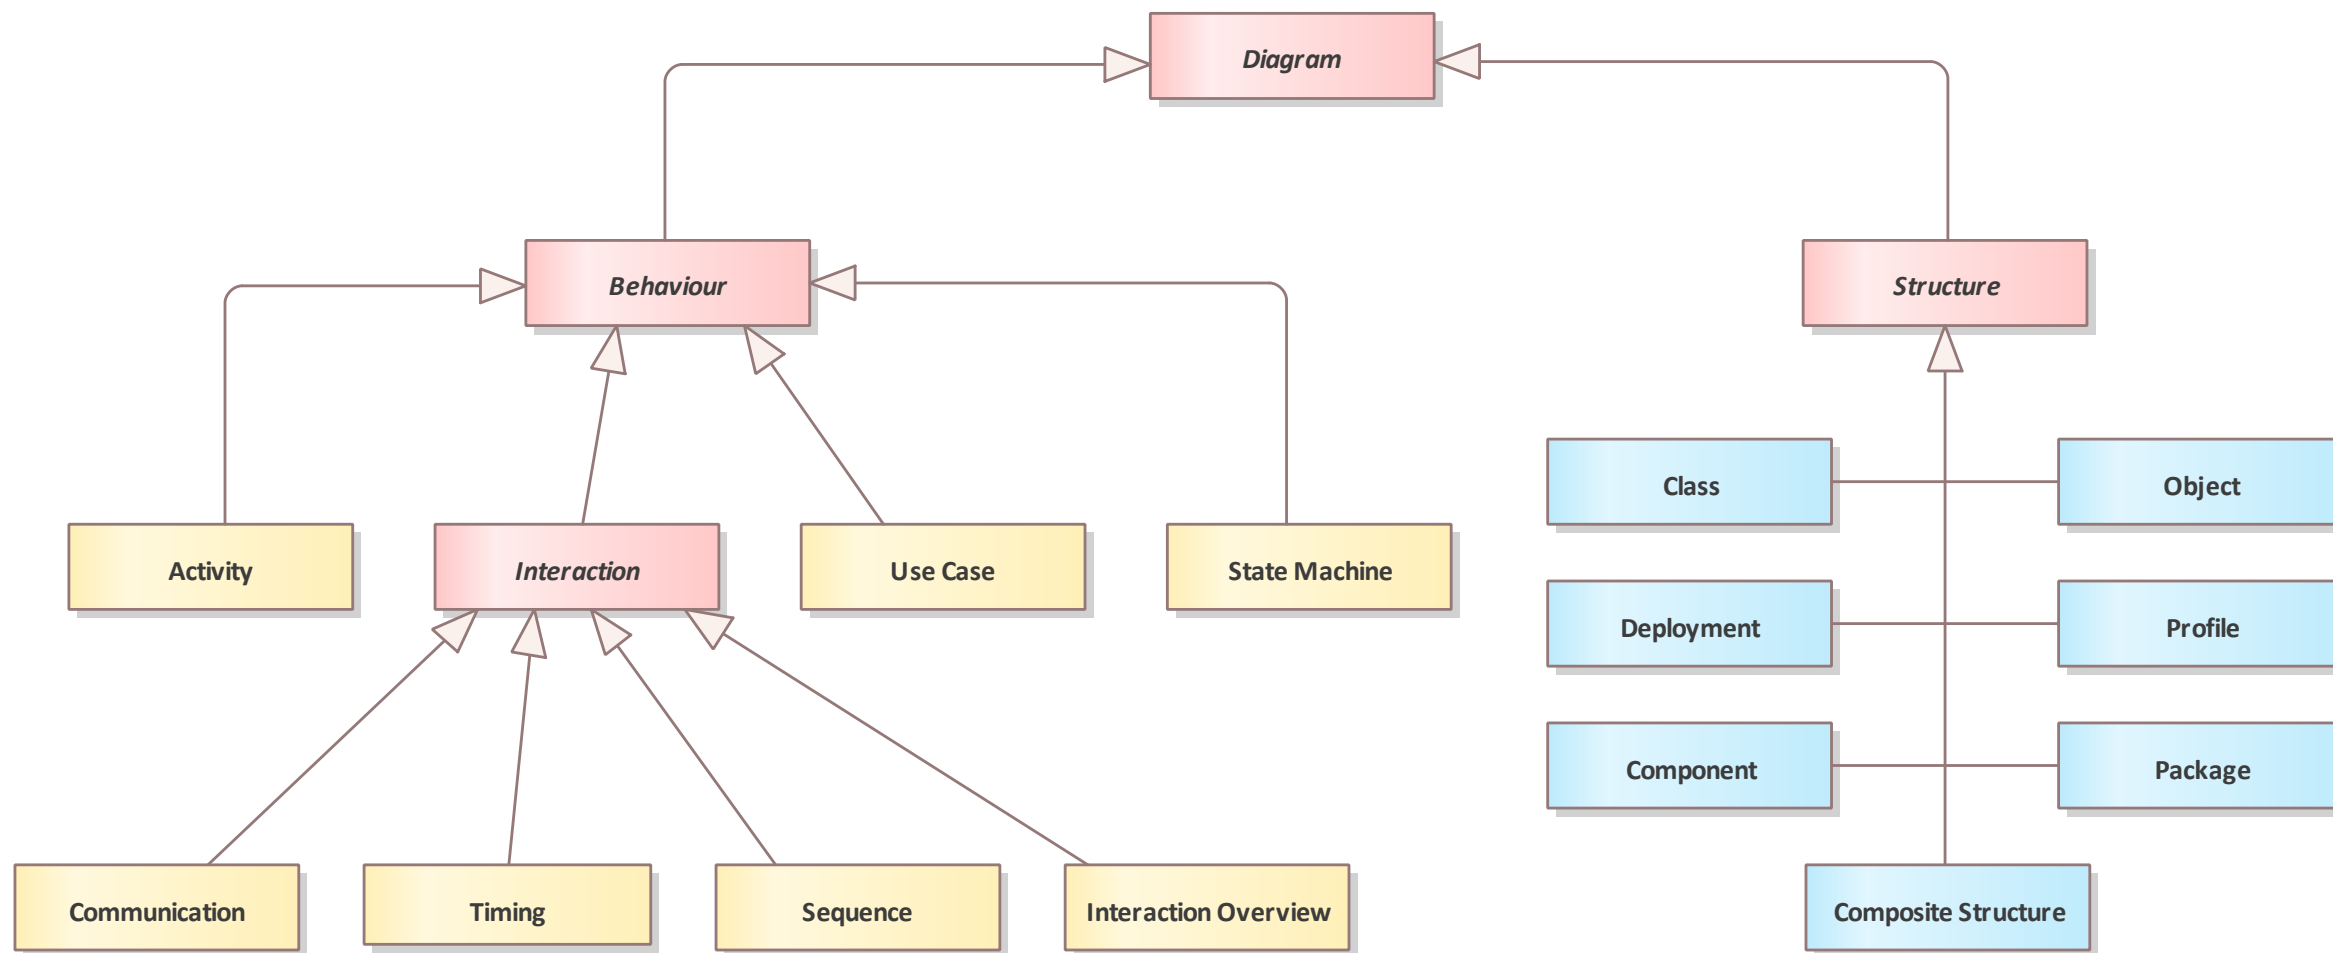 Diagram
Behaviour
Structure
Class
Object
Activity
Interaction
Use Case
State Machine
Deployment
Profile
Component
Package
Communication
Timing
Sequence
Interaction Overview
Composite Structure